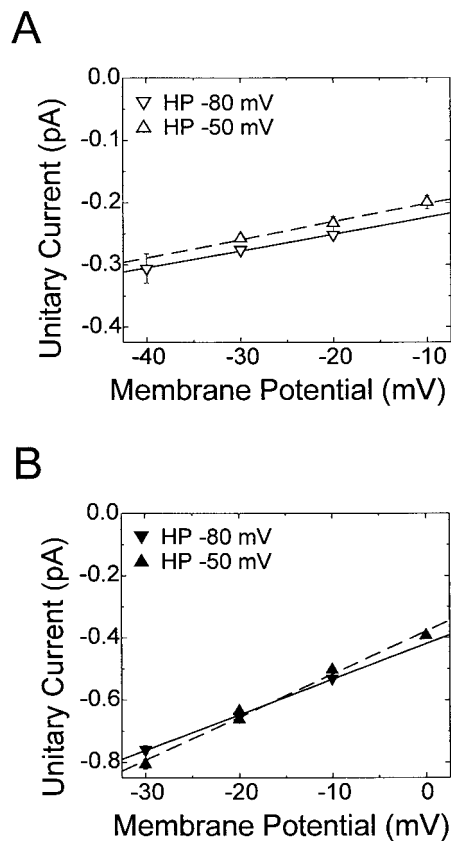 A
0.0
HP -80 mV
HP -50 mV
-0.1
-0.2
-0.3
-0.4
Unitary Current (pA)
-40 -30 -20 -10
Membrane Potential (mV)
B
0.0
HP -80 mV
HP -50 mV
-0.2
-0.4
-0.6
-0.8
Unitary Current (pA)
-30 -20 -10 0
Membrane Potential (mV)